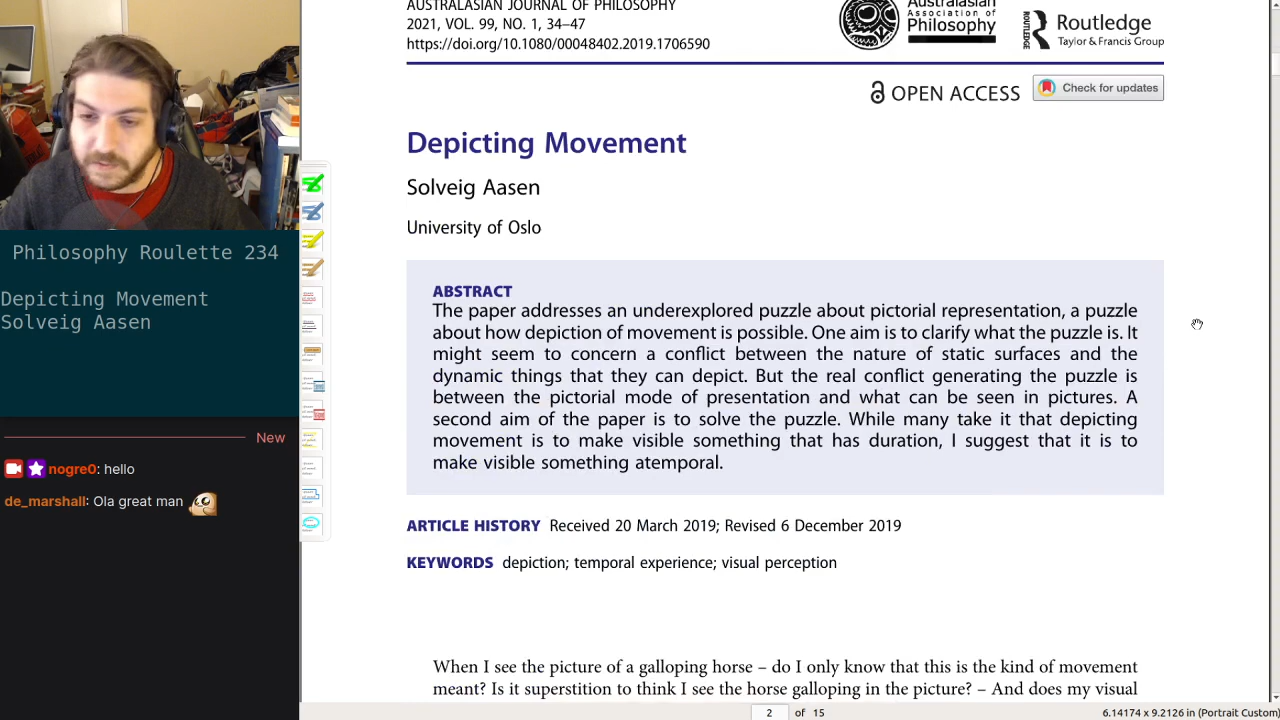 AUSTRALASIAN JOURNAL OF PHILOSOPHY
2021, VOL. 99, NO. 1, 34–47
https://doi.org/10.1080/00048402.2019.1706590
Australasian
Association of
Philosophy
ROUTLEDGE
Routledge
Taylor & Francis Group
OPEN ACCESS
Check for updates
Depicting Movement
Solveig Aasen
University of Oslo
ABSTRACT
The paper addresses an underexplored puzzle about pictorial representation, a puzzle
about how depiction of movement is possible. One aim is to clarify what the puzzle is. It
might seem to concern a conflict between the nature of static surfaces and the
dynamic things that they can depict. But the real conflict generating the puzzle is
between the pictorial mode of presentation and what can be seen in pictures. A
second aim of the paper is to solve the puzzle. While many take it that depicting
movement is to make visible something that has duration, I suggest that it is to
make visible something atemporal.
ARTICLE HISTORY Received 20 March 2019; Revised 6 December 2019
KEYWORDS depiction; temporal experience; visual perception
When I see the picture of a galloping horse – do I only know that this is the kind of movement
meant? Is it superstition to think I see the horse galloping in the picture? – And does my visual
2 of 15
6.14174 x 9.2126 in (Portrait Custom)
Philosophy Roulette 234
Depicting Movement
Solveig Aasen
New
nogre0: hello
de_marshall: Ola great man